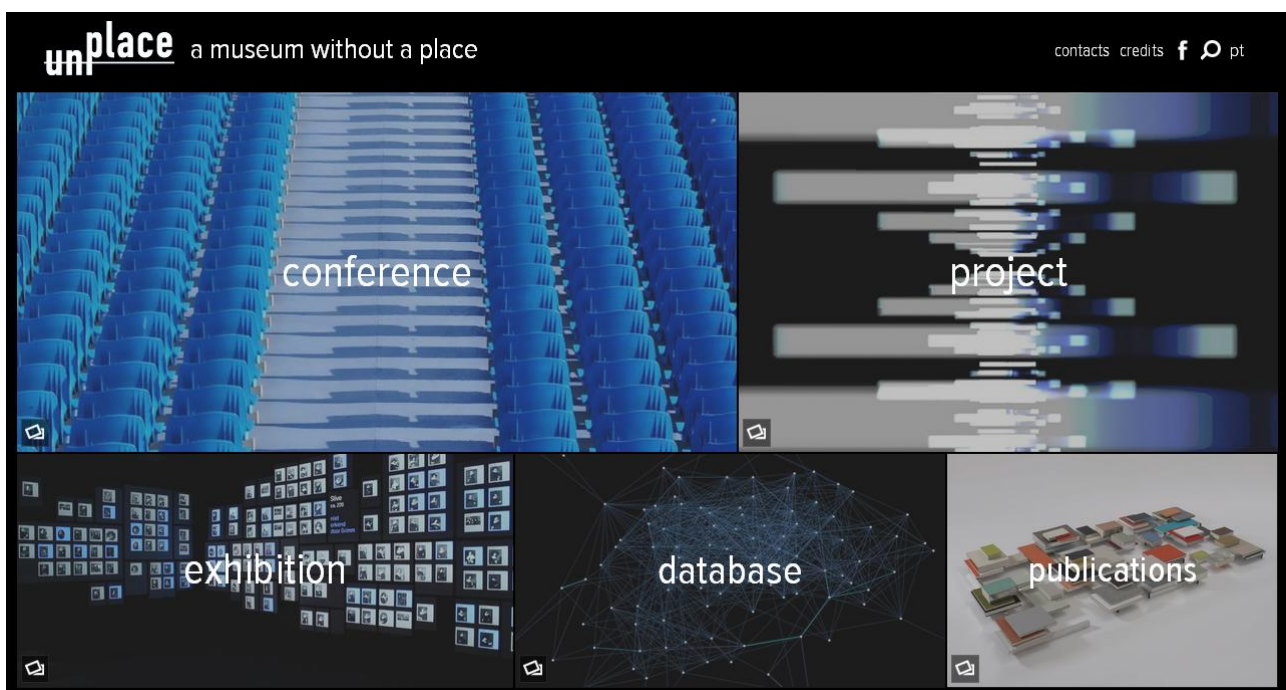 unplace a museum without a place
contacts credits f pt
conference
project
exhibition
database
publications